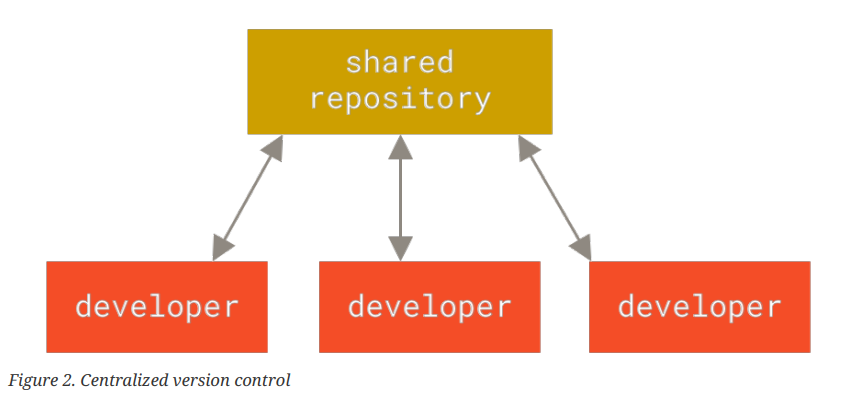 shared
repository
developer
developer
developer
Figure 2. Centralized version control